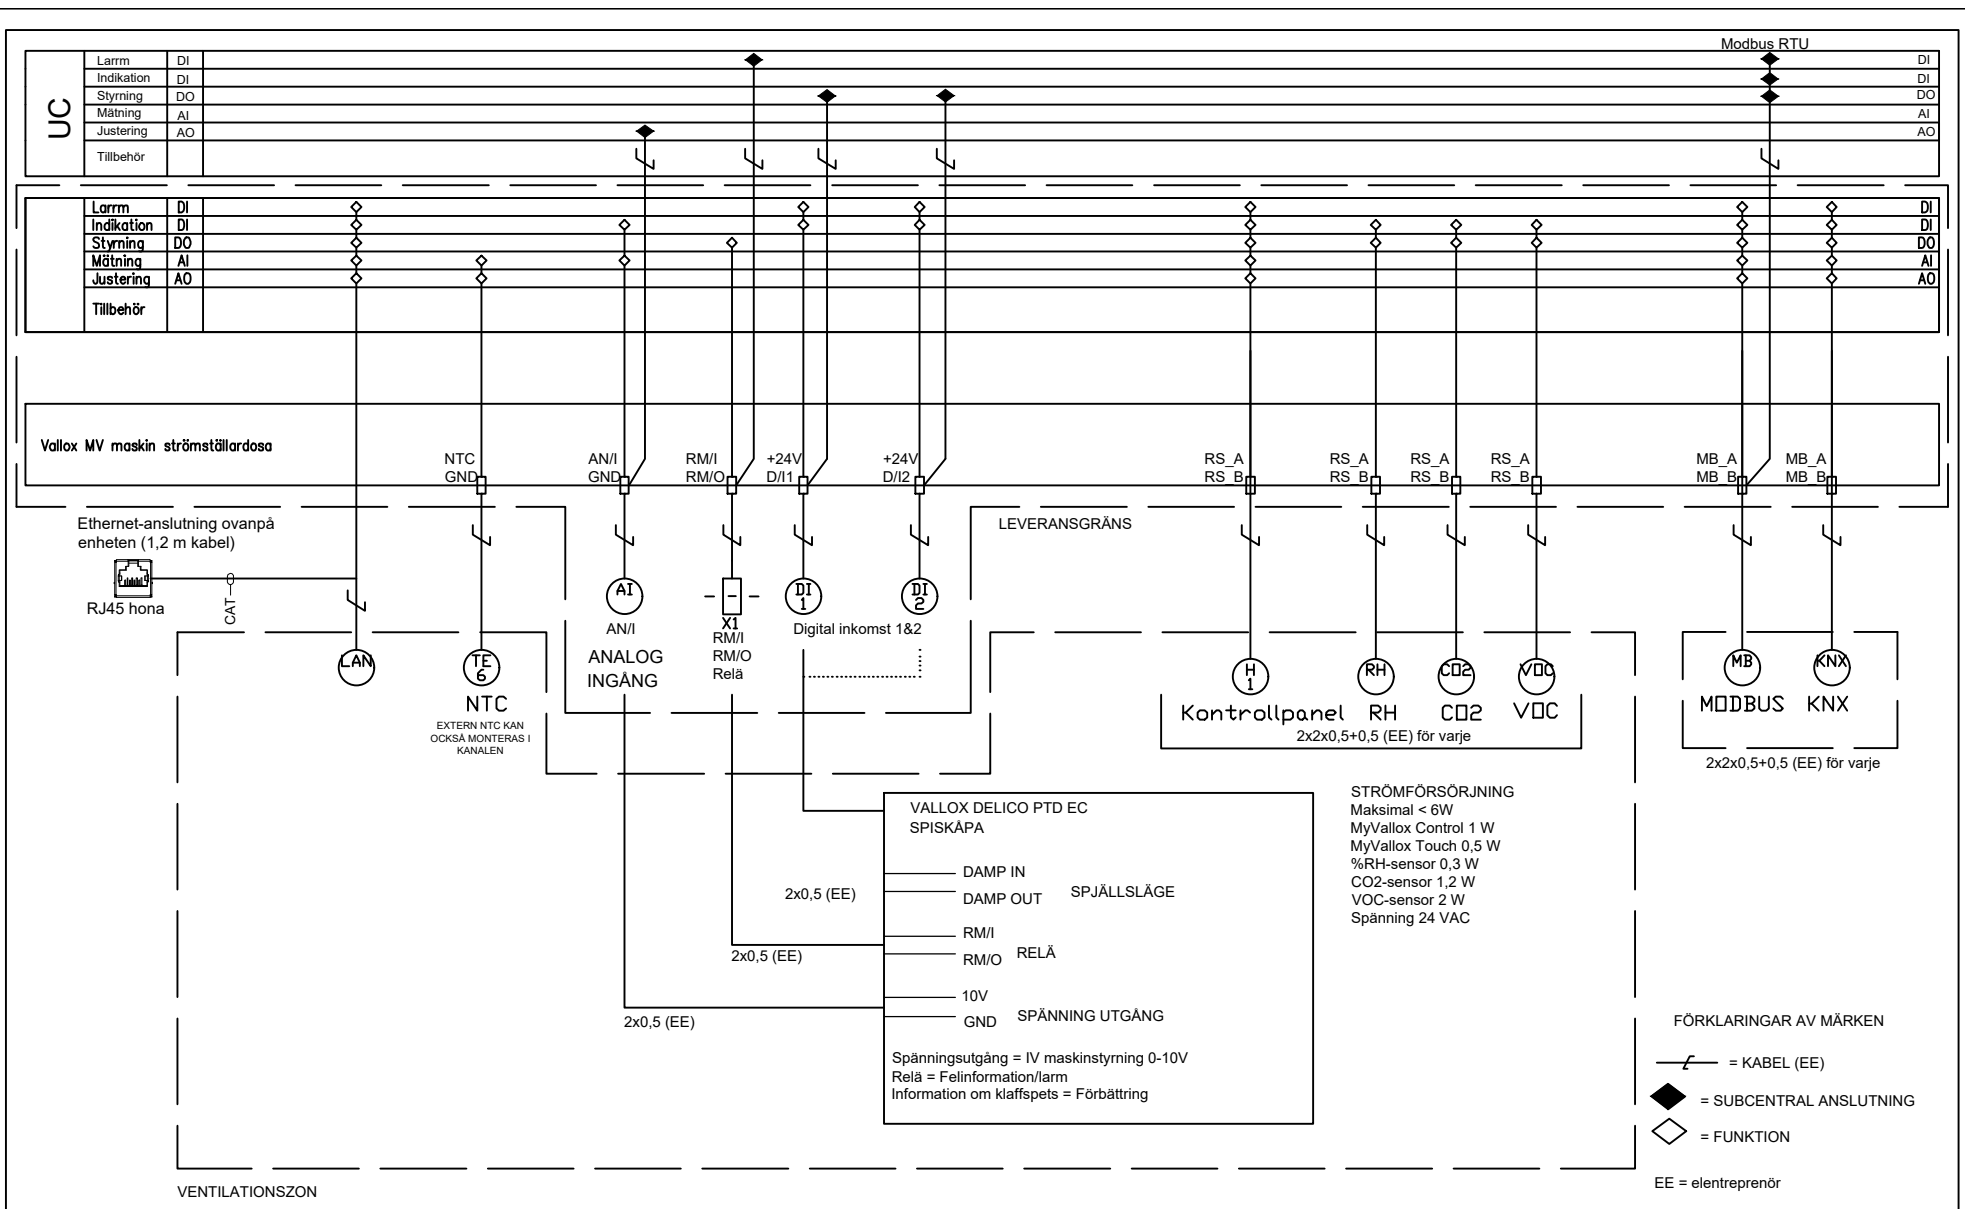 Modbus RTU
UC
Larrm DI DI
Indikation DI DI
Styrning DO DO
Mätning AI AI
Justering AO AO
Tillbehör
Larrm DI DI
Indikation DI DI
Styrning DO DO
Mätning AI AI
Justering AO AO
Tillbehör
Vallox MV maskin strömställardosa
NTC AN/I RM/I +24V +24V RS_A RS_A RS_A RS_A MB_A MB_A
GND GND RM/O D/I1 D/I2 RS_B RS_B RS_B RS_B MB_B MB_B
Ethernet-anslutning ovanpå
enheten (1,2 m kabel)
RJ45 hona
CAT
LEVERANSGRÄNS
LAN
TE
6
NTC
EXTERN NTC KAN
OCKSÅ MONTERAS I
KANALEN
AI
AN/I
ANALOG
INGÅNG
X1
RM/I
RM/O
Relä
DI
1
DI
2
Digital inkomst 1&2
H
1
RH
CO2
VOC
Kontrollpanel RH CO2 VOC
2x2x0,5+0,5 (EE) för varje
MB
KNX
MODBUS KNX
2x2x0,5+0,5 (EE) för varje
VALLOX DELICO PTD EC
SPISKÅPA
DAMP IN
DAMP OUT
SPJÄLLSLÄGE
2x0,5 (EE)
RM/I
RM/O
RELÄ
2x0,5 (EE)
10V
GND
SPÄNNING UTGÅNG
2x0,5 (EE)
Spänningsutgång = IV maskinstyrning 0-10V
Relä = Felinformation/larm
Information om klaffspets = Förbättring
STRÖMFÖRSÖRJNING
Maksimal < 6W
MyVallox Control 1 W
MyVallox Touch 0,5 W
%RH-sensor 0,3 W
CO2-sensor 1,2 W
VOC-sensor 2 W
Spänning 24 VAC
FÖRKLARINGAR AV MÄRKEN
= KABEL (EE)
= SUBCENTRAL ANSLUTNING
= FUNKTION
EE = elentreprenör
VENTILATIONSZON